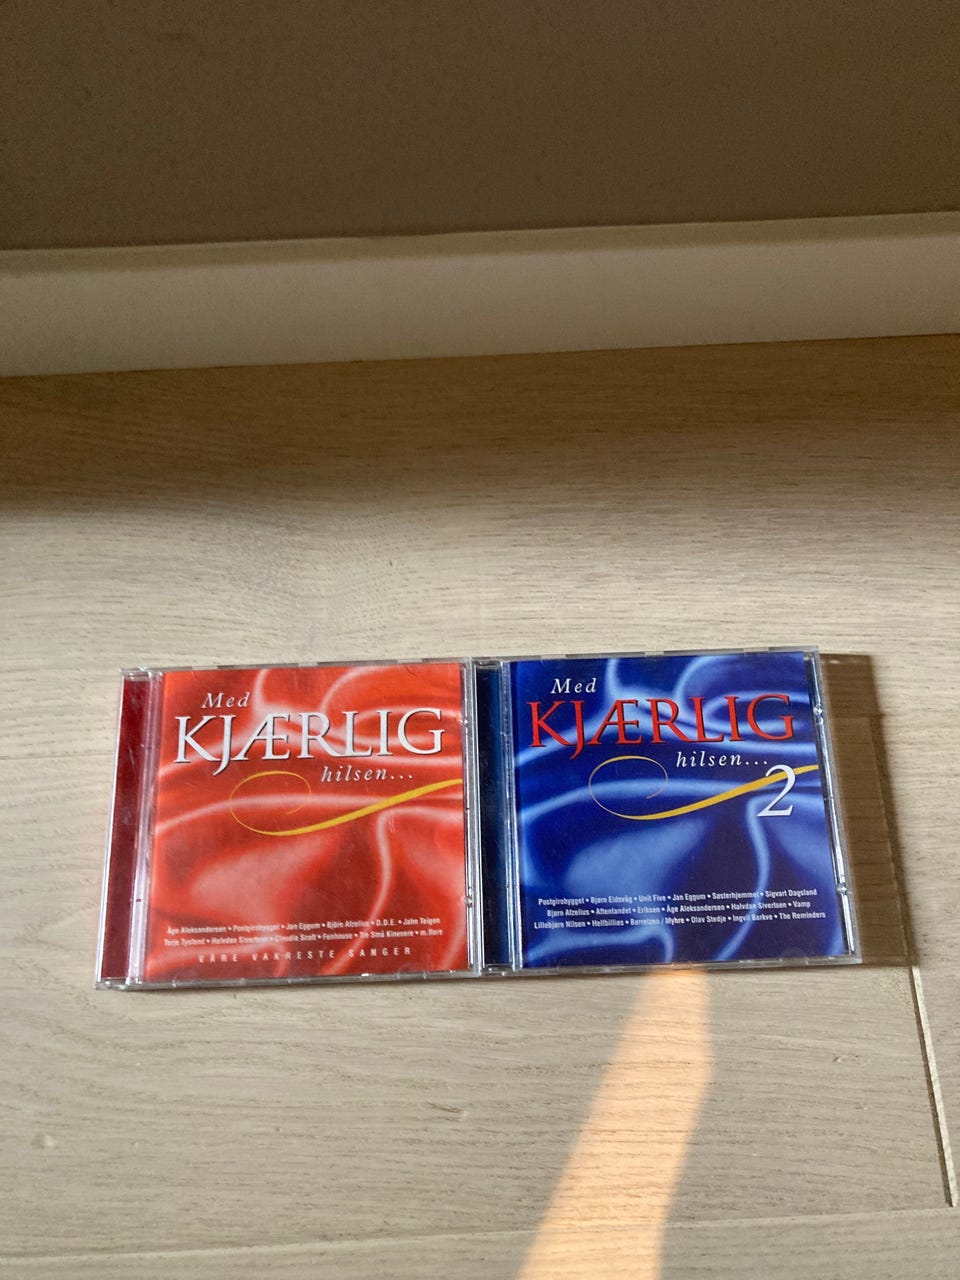 Med
KJÆRLIG
hilsen...
Åge Aleksandersen • Postgirobygget • Jan Eggum • Björn Afzelius • D.D.E. • Jahn Teigen
Terje Tysland • Halvdan Sivertsen • Claudia Scott • Funhouse • Tre Små Kinesere • m.flere
VÅRE VAKRESTE SANGER
Med
KJÆRLIG
hilsen...
2
Postgirobygget • Bjørn Eidsvåg • Unit Five • Jan Eggum • Søsterhjemmet • Sigvart Dagsland
Bjørn Afzelius • Aftenlandet • Eriksen • Åge Aleksandersen • Halvdan Sivertsen • Vamp
Lillebjørn Nilsen • Hellbillies • Berretzen / Myhre • Olav Stedje • Ingvil Barkve • The Reminders